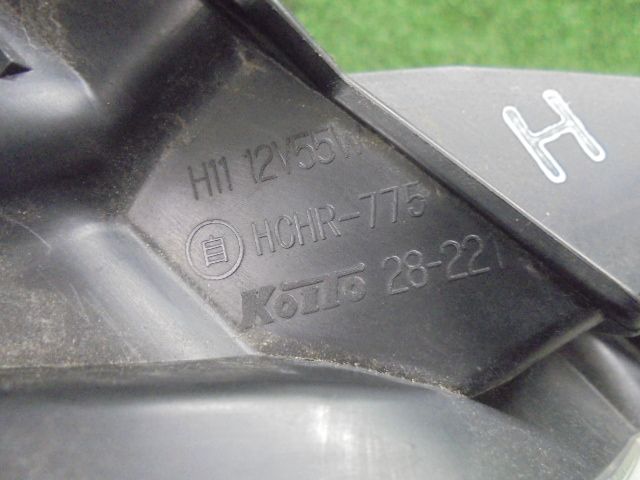 H11 12V55W
自 HCHR-775
KOITO 28-221
H